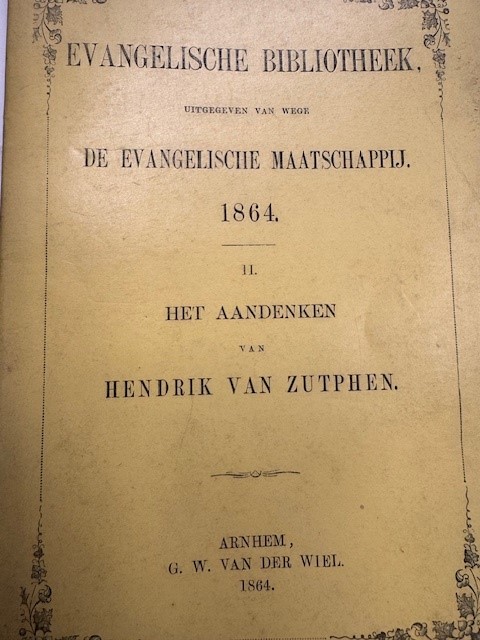 EVANGELISCHE BIBLIOTHEEK,
UITGEGEVEN VAN WEGE
DE EVANGELISCHE MAATSCHAPPIJ.
1864.
II.
HET AANDENKEN
VAN
HENDRIK VAN ZUTPHEN.
ARNHEM,
G. W. VAN DER WIEL.
1864.